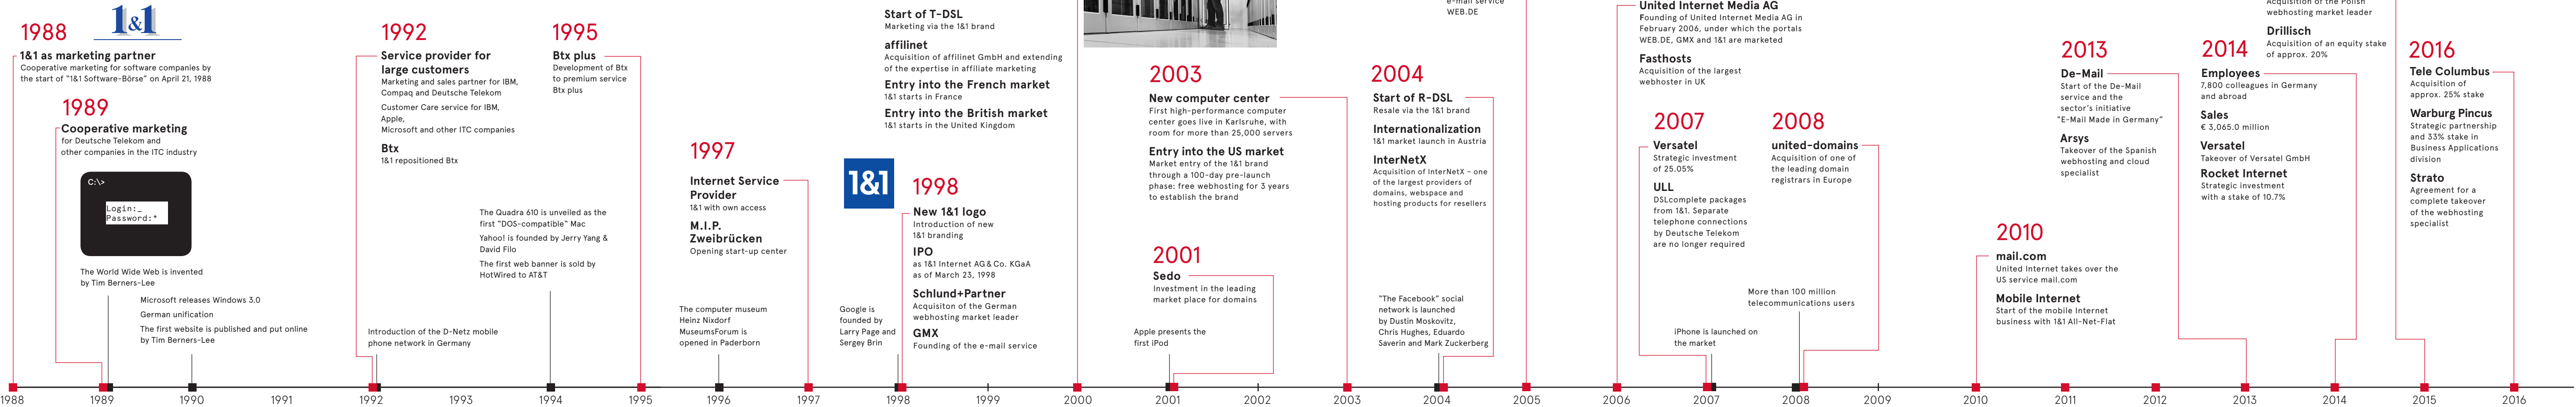 1&1
1988
1&1 as marketing partner
Cooperative marketing for software companies by
the start of “1&1 Software-Börse” on April 21, 1988
1989
Cooperative marketing
for Deutsche Telekom and
other companies in the ITC industry
C:\>
Login:_
Password:*
The World Wide Web is invented
by Tim Berners-Lee
Microsoft releases Windows 3.0
German unification
The first website is published and put online
by Tim Berners-Lee
1992
Service provider for
large customers
Marketing and sales partner for IBM,
Compaq and Deutsche Telekom
Customer Care service for IBM,
Apple,
Microsoft and other ITC companies
Btx
1&1 repositioned Btx
Introduction of the D-Netz mobile
phone network in Germany
The Quadra 610 is unveiled as the
first “DOS-compatible” Mac
Yahoo! is founded by Jerry Yang &
David Filo
The first web banner is sold by
HotWired to AT&T
1995
Btx plus
Development of Btx
to premium service
Btx plus
1997
Internet Service
Provider
1&1 with own access
M.I.P.
Zweibrücken
Opening start-up center
The computer museum
Heinz Nixdorf
MuseumsForum is
opened in Paderborn
1&1
Google is
founded by
Larry Page and
Sergey Brin
1998
New 1&1 logo
Introduction of new
1&1 branding
IPO
as 1&1 Internet AG & Co. KGaA
as of March 23, 1998
Schlund+Partner
Acquisiton of the German
webhosting market leader
GMX
Founding of the e-mail service
Start of T-DSL
Marketing via the 1&1 brand
affilinet
Acquisition of affilinet GmbH and extending
of the expertise in affiliate marketing
Entry into the French market
1&1 starts in France
Entry into the British market
1&1 starts in the United Kingdom
2001
Sedo
Investment in the leading
market place for domains
Apple presents the
first iPod
2003
New computer center
First high-performance computer
center goes live in Karlsruhe, with
room for more than 25,000 servers
Entry into the US market
Market entry of the 1&1 brand
through a 100-day pre-launch
phase: free webhosting for 3 years
to establish the brand
2004
Start of R-DSL
Resale via the 1&1 brand
Internationalization
1&1 market launch in Austria
InterNetX
Acquisition of InterNetX – one
of the largest providers of
domains, webspace and
hosting products for resellers
“The Facebook” social
network is launched
by Dustin Moskovitz,
Chris Hughes, Eduardo
Saverin and Mark Zuckerberg
e-mail service
WEB.DE
United Internet Media AG
Founding of United Internet Media AG in
February 2006, under which the portals
WEB.DE, GMX and 1&1 are marketed
Fasthosts
Acquisition of the largest
webhoster in UK
2007
Versatel
Strategic investment
of 25.05%
ULL
DSLcomplete packages
from 1&1. Separate
telephone connections
by Deutsche Telekom
are no longer required
iPhone is launched on
the market
2008
united-domains
Acquisition of one of
the leading domain
registrars in Europe
More than 100 million
telecommunications users
2010
mail.com
United Internet takes over the
US service mail.com
Mobile Internet
Start of the mobile Internet
business with 1&1 All-Net-Flat
2013
De-Mail
Start of the De-Mail
service and the
sector’s initiative
“E-Mail Made in Germany”
Arsys
Takeover of the Spanish
webhosting and cloud
specialist
2014
Employees
7,800 colleagues in Germany
and abroad
Sales
€ 3,065.0 million
Versatel
Takeover of Versatel GmbH
Rocket Internet
Strategic investment
with a stake of 10.7%
Acquisition of the Polish
webhosting market leader
Drillisch
Acquisition of an equity stake
of approx. 20%
2016
Tele Columbus
Acquisition of
approx. 25% stake
Warburg Pincus
Strategic partnership
and 33% stake in
Business Applications
division
Strato
Agreement for a
complete takeover
of the webhosting
specialist
1988 1989 1990 1991 1992 1993 1994 1995 1996 1997 1998 1999 2000 2001 2002 2003 2004 2005 2006 2007 2008 2009 2010 2011 2012 2013 2014 2015 2016